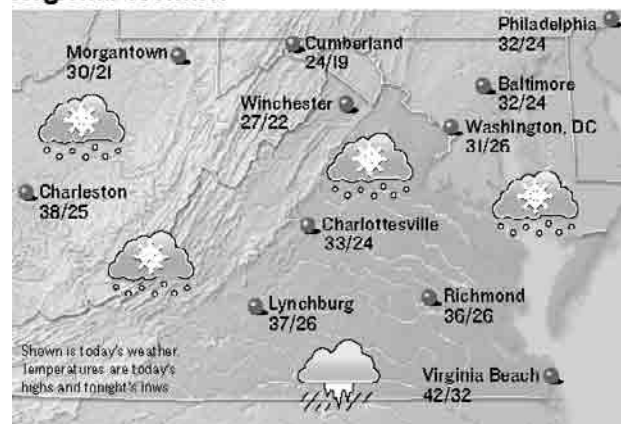 Philadelphia
32/24
Morgantown
30/21
Cumberland
24/19
Baltimore
32/24
Winchester
27/22
Washington, DC
31/26
Charleston
38/25
Charlottesville
33/24
Lynchburg
37/26
Richmond
36/26
Shown is today's weather.
Temperatures are today's
highs and tonight's lows
Virginia Beach
42/32